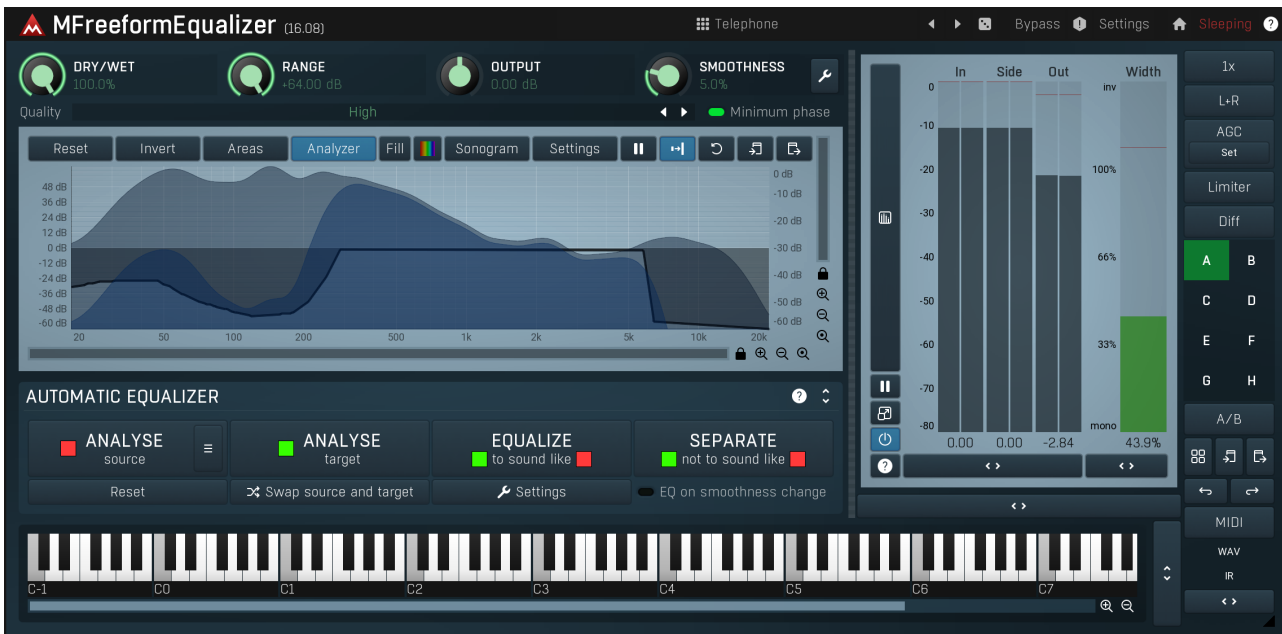 MFreeformEqualizer (16.08)
Telephone
Bypass
Settings
Sleeping
DRY/WET
100.0%
RANGE
+64.00 dB
OUTPUT
0.00 dB
SMOOTHNESS
5.0%
Quality
High
Minimum phase
Reset Invert Areas Analyzer Fill Sonogram Settings
48 dB
36 dB
24 dB
12 dB
0 dB
-12 dB
-24 dB
-36 dB
-48 dB
-60 dB
0 dB
-10 dB
-20 dB
-30 dB
-40 dB
-50 dB
-60 dB
20 50 100 200 500 1k 2k 5k 10k 20k
AUTOMATIC EQUALIZER
ANALYSE
source
ANALYSE
target
EQUALIZE
to sound like
SEPARATE
not to sound like
Reset
Swap source and target
Settings
EQ on smoothness change
C-1 C0 C1 C2 C3 C4 C5 C6 C7
In Side Out Width
0
-10
-20
-30
-40
-50
-60
-70
-80
inv
100%
66%
33%
mono
0.00 0.00 -2.84 43.9%
1x
L+R
AGC
Set
Limiter
Diff
A B
C D
E F
G H
A/B
MIDI
WAV
IR